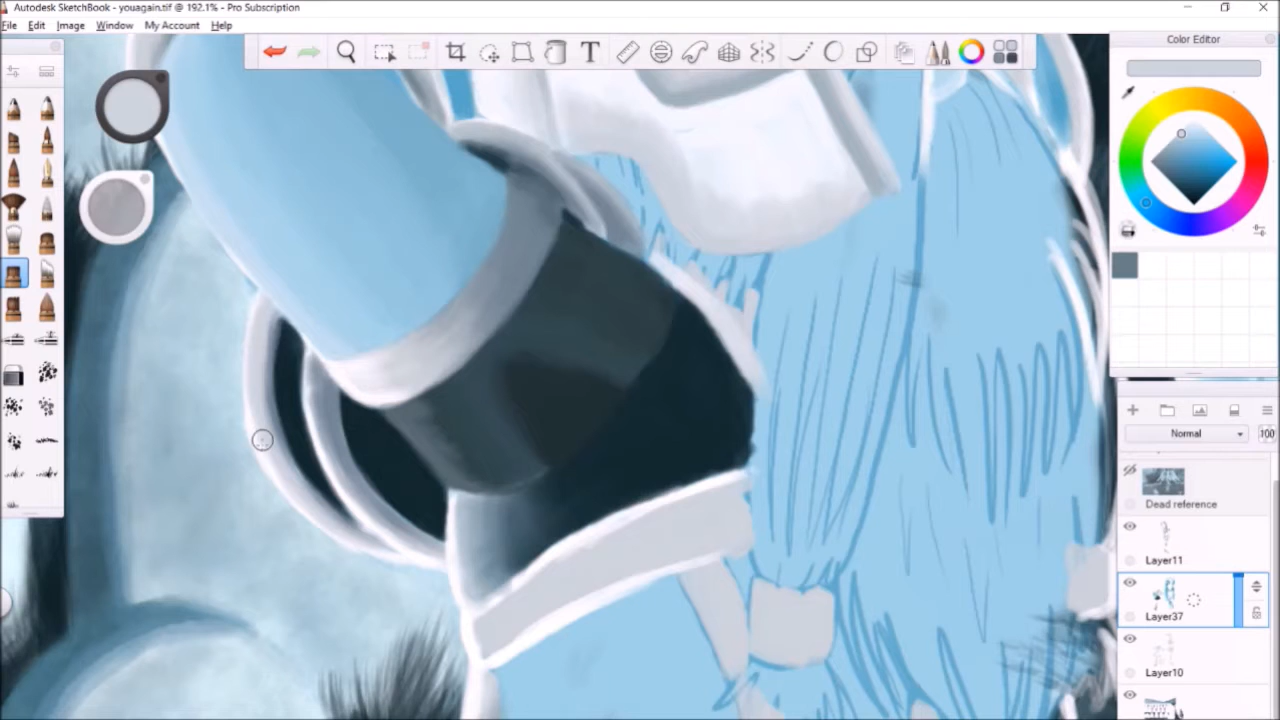 Autodesk SketchBook - youagain.tif @ 192.1% - Pro Subscription
File Edit Image Window My Account Help
T
Color Editor
Normal
100
Dead reference
Layer11
Layer37
Layer10